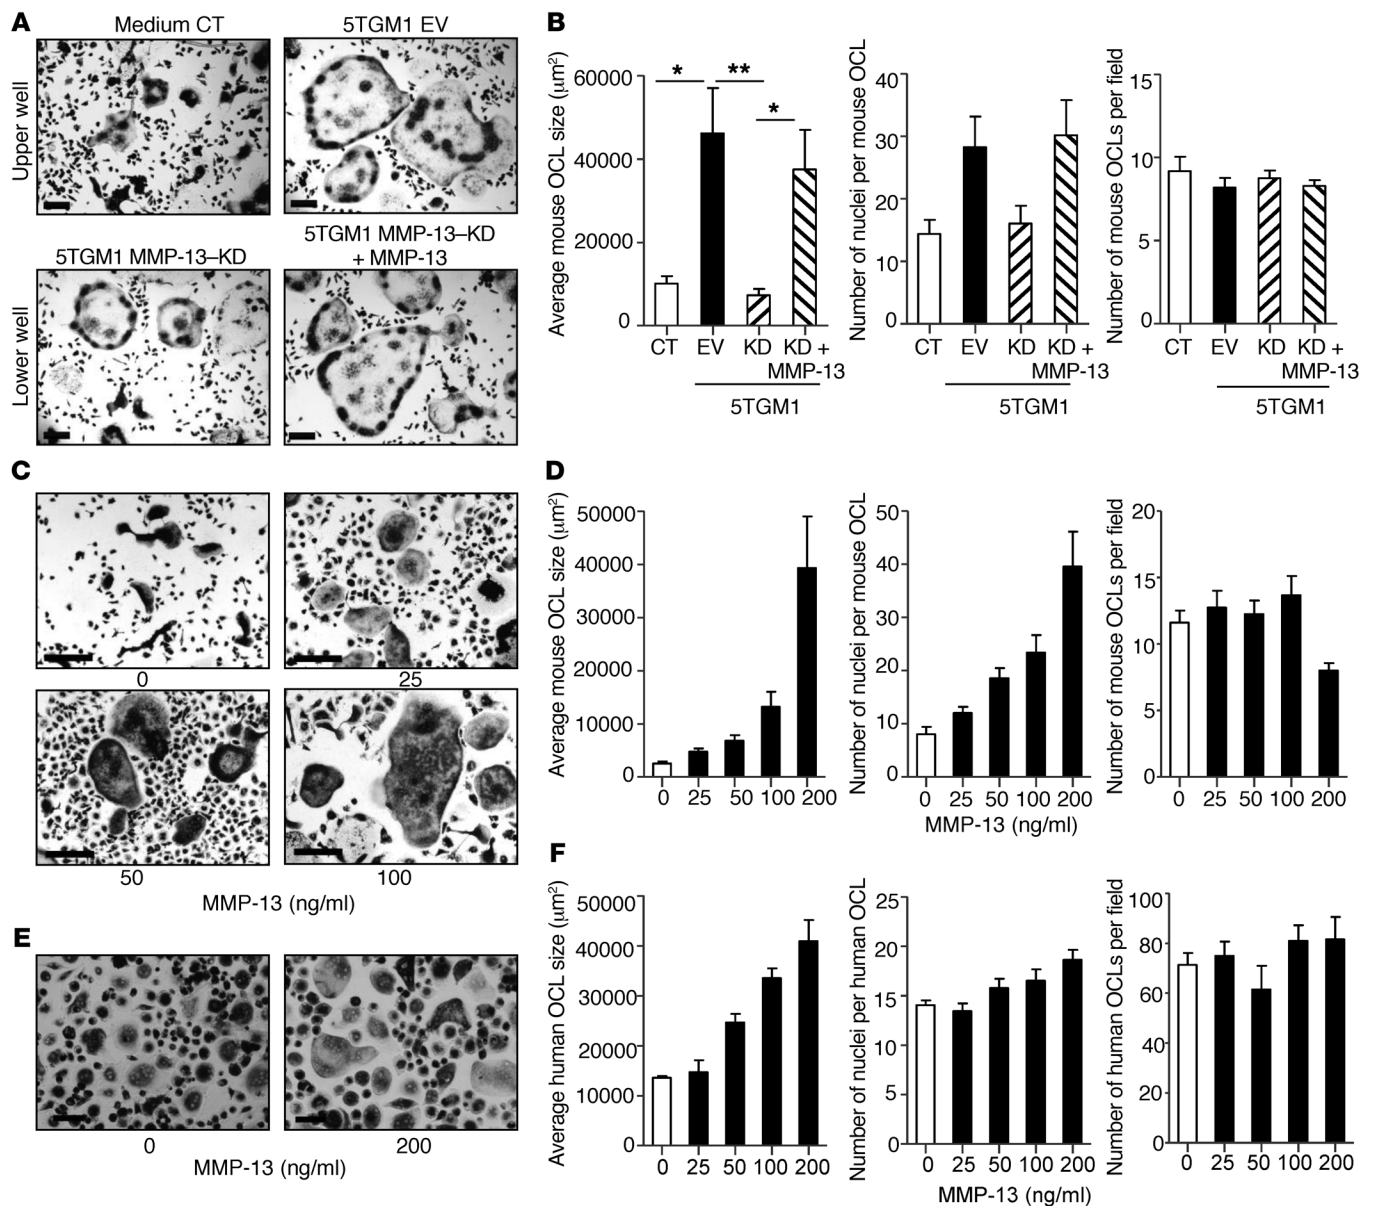 A
Medium CT
5TGM1 EV
Upper well
5TGM1 MMP-13–KD
5TGM1 MMP-13–KD
+ MMP-13
Lower well
B
Average mouse OCL size (µm²)
60000
40000
20000
0
*
**
*
CT
EV
KD
KD +
MMP-13
5TGM1
Number of nuclei per mouse OCL
40
30
20
10
0
CT
EV
KD
KD +
MMP-13
5TGM1
Number of mouse OCLs per field
15
10
5
0
CT
EV
KD
KD +
MMP-13
5TGM1
C
0
25
50
100
MMP-13 (ng/ml)
D
Average mouse OCL size (µm²)
50000
40000
30000
20000
10000
0
0 25 50 100 200
Number of nuclei per mouse OCL
50
40
30
20
10
0
0 25 50 100 200
MMP-13 (ng/ml)
Number of mouse OCLs per field
20
15
10
5
0
0 25 50 100 200
E
0
200
MMP-13 (ng/ml)
F
Average human OCL size (µm²)
50000
40000
30000
20000
10000
0
0 25 50 100 200
Number of nuclei per human OCL
25
20
15
10
5
0
0 25 50 100 200
MMP-13 (ng/ml)
Number of human OCLs per field
100
80
60
40
20
0
0 25 50 100 200